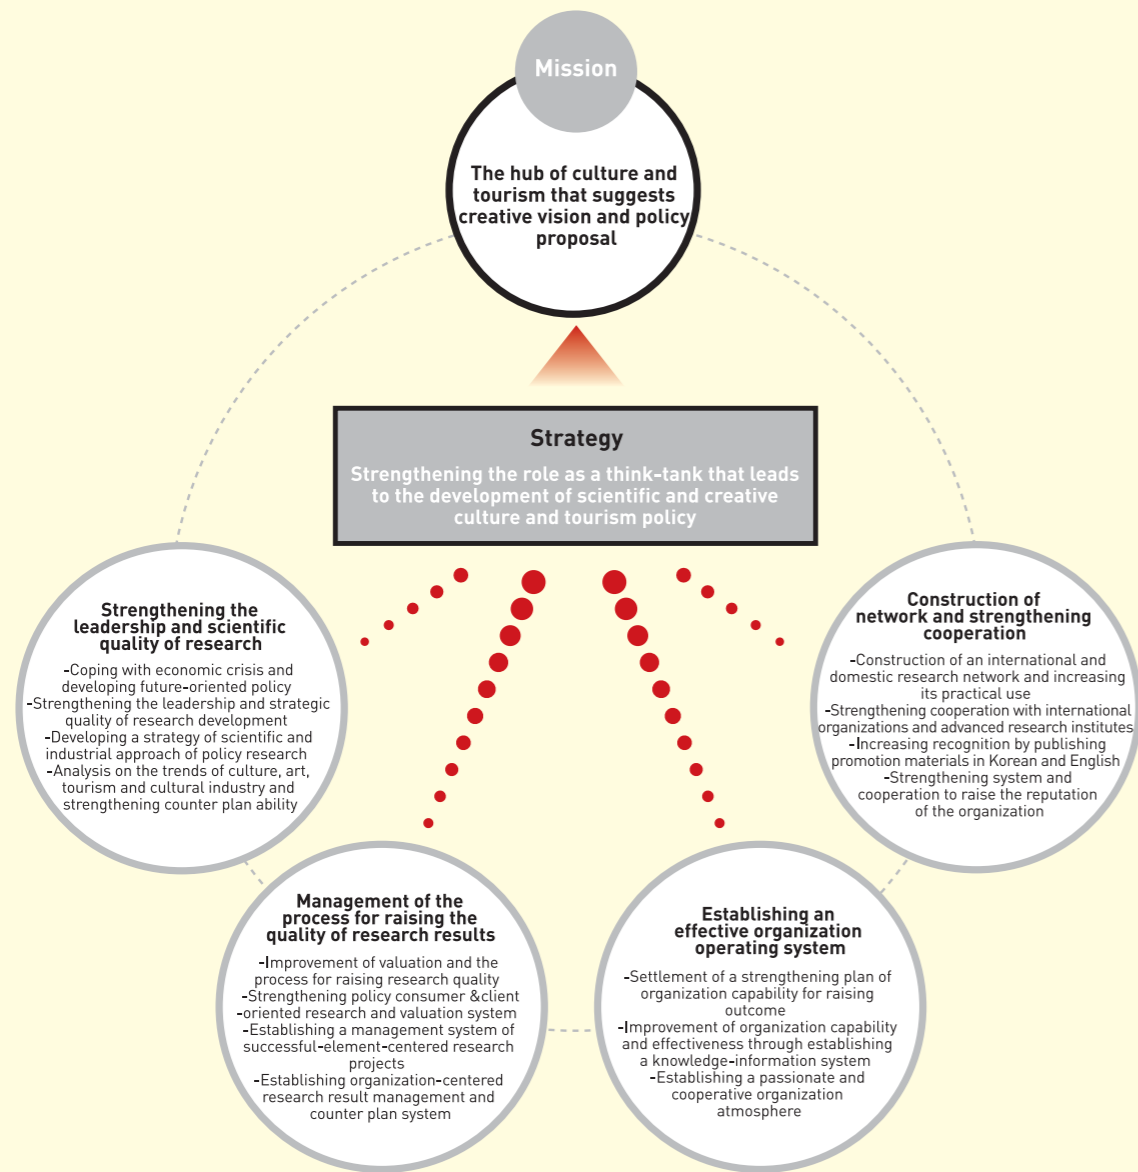 Mission
The hub of culture and
tourism that suggests
creative vision and policy
proposal
Strategy
Strengthening the role as a think-tank that leads
to the development of scientific and creative
culture and tourism policy
Strengthening the
leadership and scientific
quality of research
-Coping with economic crisis and
developing future-oriented policy
-Strengthening the leadership and strategic
quality of research development
-Developing a strategy of scientific and
industrial approach of policy research
-Analysis on the trends of culture, art,
tourism and cultural industry and
strengthening counter plan ability
Management of the
process for raising the
quality of research results
-Improvement of valuation and the
process for raising research quality
-Strengthening policy consumer &client
-oriented research and valuation system
-Establishing a management system of
successful-element-centered research
projects
-Establishing organization-centered
research result management and
counter plan system
Establishing an
effective organization
operating system
-Settlement of a strengthening plan of
organization capability for raising
outcome
-Improvement of organization capability
and effectiveness through establishing
a knowledge-information system
-Establishing a passionate and
cooperative organization
atmosphere
Construction of
network and strengthening
cooperation
-Construction of an international and
domestic research network and increasing
its practical use
-Strengthening cooperation with international
organizations and advanced research institutes
-Increasing recognition by publishing
promotion materials in Korean and English
-Strengthening system and
cooperation to raise the reputation
of the organization